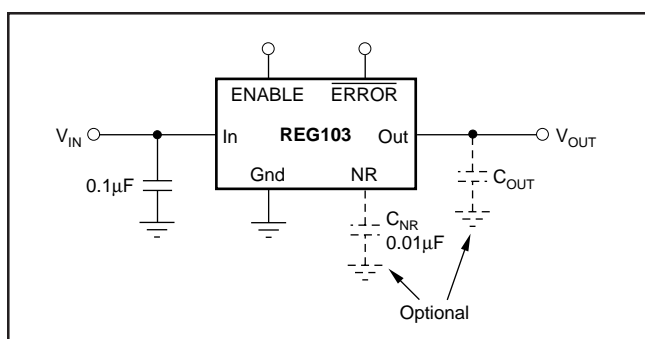 ENABLE ERROR
V_IN In REG103 Out V_OUT
0.1µF Gnd NR C_OUT
C_NR
0.01µF
Optional